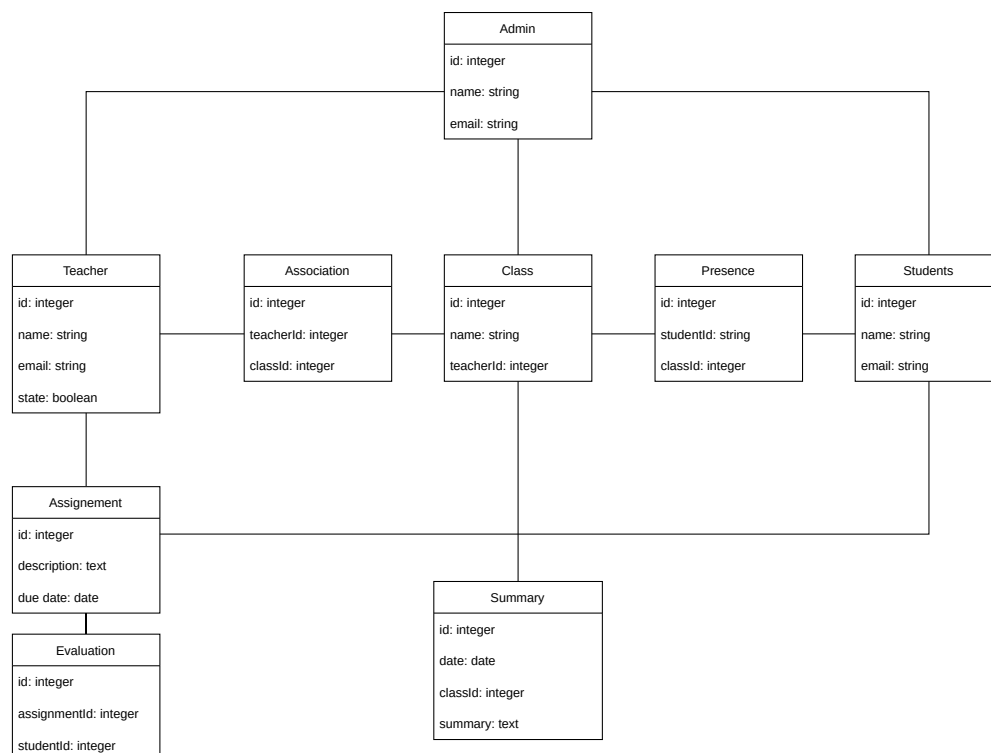 Admin
id: integer
name: string
email: string
Teacher
id: integer
name: string
email: string
state: boolean
Association
id: integer
teacherId: integer
classId: integer
Class
id: integer
name: string
teacherId: integer
Presence
id: integer
studentId: string
classId: integer
Students
id: integer
name: string
email: string
Assignement
id: integer
description: text
due date: date
Summary
id: integer
date: date
classId: integer
summary: text
Evaluation
id: integer
assignmentId: integer
studentId: integer